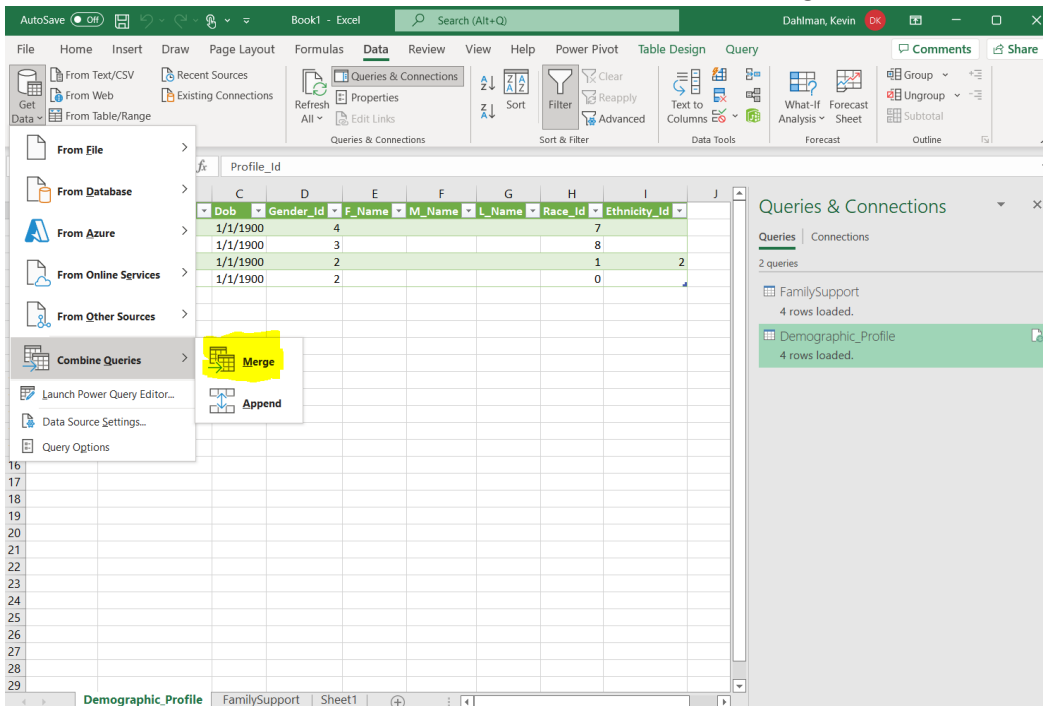 AutoSave Off Book1 - Excel Search (Alt+Q) Dahlman, Kevin DK
File Home Insert Draw Page Layout Formulas Data Review View Help Power Pivot Table Design Query Comments Share
Get Data
From Text/CSV
From Web
From Table/Range
Recent Sources
Existing Connections
Refresh All
Queries & Connections
Properties
Edit Links
Queries & Connections
Sort
Filter
Clear
Reapply
Advanced
Sort & Filter
Text to Columns
Data Tools
What-If Analysis
Forecast Sheet
Forecast
Group
Ungroup
Subtotal
Outline
fx Profile_Id
From File
From Database
From Azure
From Online Services
From Other Sources
Combine Queries
Launch Power Query Editor...
Data Source Settings...
Query Options
Merge
Append
C D E F G H I J
Dob Gender_Id F_Name M_Name L_Name Race_Id Ethnicity_Id
1/1/1900 4 7
1/1/1900 3 8
1/1/1900 2 1 2
1/1/1900 2 0
16
17
18
19
20
21
22
23
24
25
26
27
28
29
Queries & Connections
Queries Connections
2 queries
FamilySupport
4 rows loaded.
Demographic_Profile
4 rows loaded.
Demographic_Profile FamilySupport Sheet1